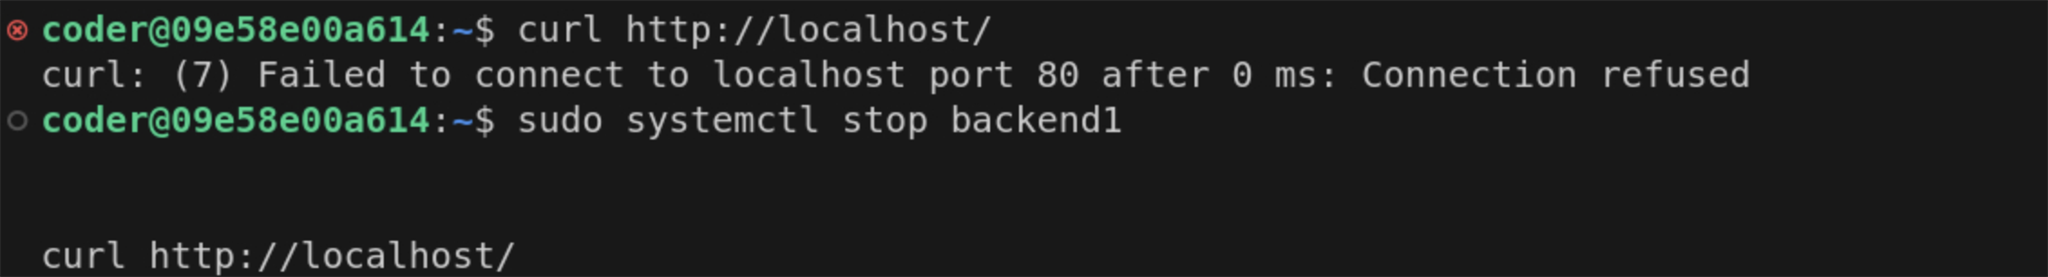 coder@09e58e00a614:~$ curl http://localhost/
curl: (7) Failed to connect to localhost port 80 after 0 ms: Connection refused
coder@09e58e00a614:~$ sudo systemctl stop backend1
curl http://localhost/